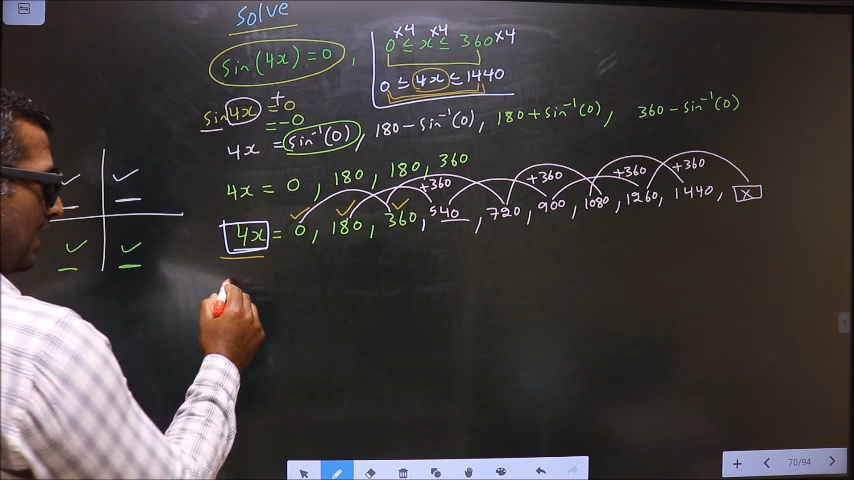 Solve
sin(4x) = 0 ,
×4 ×4 ×4
0 ≤ x ≤ 360
0 ≤ 4x ≤ 1440
sin 4x = + 0
= - 0
4x = sin⁻¹(0) , 180 - sin⁻¹(0) , 180 + sin⁻¹(0) , 360 - sin⁻¹(0)
4x = 0 , 180 , 180 , 360
+360 +360 +360 +360
4x = 0 , 180 , 360 , 540 , 720 , 900 , 1080 , 1260 , 1440 , X
70/94